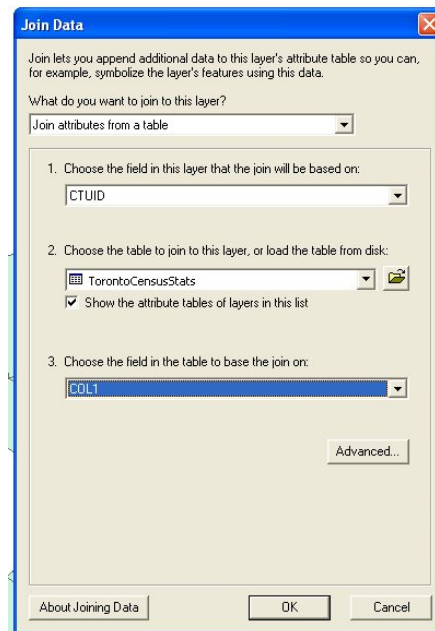 Join Data
Join lets you append additional data to this layer's attribute table so you can,
for example, symbolize the layer's features using this data.
What do you want to join to this layer?
Join attributes from a table
1. Choose the field in this layer that the join will be based on:
CTUID
2. Choose the table to join to this layer, or load the table from disk:
TorontoCensusStats
Show the attribute tables of layers in this list
3. Choose the field in the table to base the join on:
COL1
Advanced...
About Joining Data OK Cancel